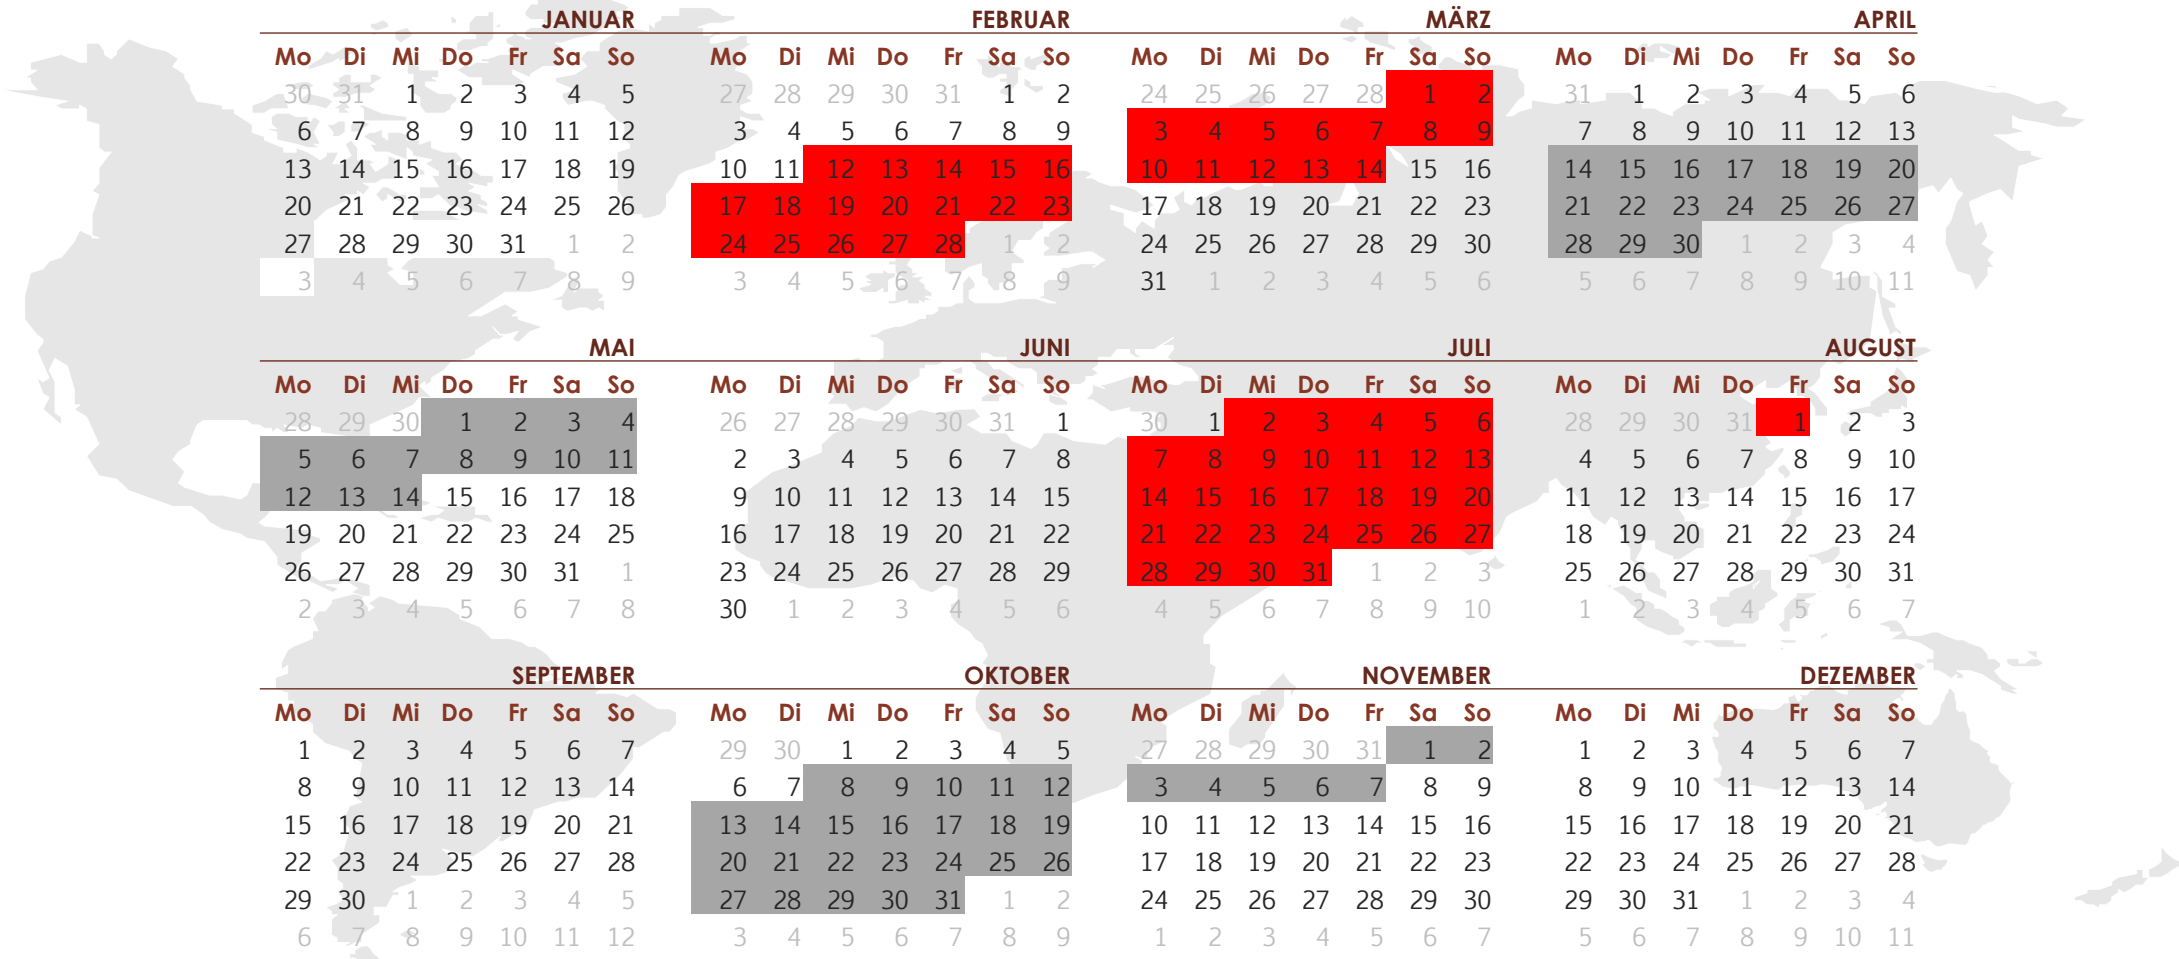 JANUAR FEBRUAR MÄRZ APRIL
Mo Di Mi Do Fr Sa So Mo Di Mi Do Fr Sa So Mo Di Mi Do Fr Sa So Mo Di Mi Do Fr Sa So
30 31 1 2 3 4 5 27 28 29 30 31 1 2 24 25 26 27 28 1 2 31 1 2 3 4 5 6
6 7 8 9 10 11 12 3 4 5 6 7 8 9 3 4 5 6 7 8 9 7 8 9 10 11 12 13
13 14 15 16 17 18 19 10 11 12 13 14 15 16 10 11 12 13 14 15 16 14 15 16 17 18 19 20
20 21 22 23 24 25 26 17 18 19 20 21 22 23 17 18 19 20 21 22 23 21 22 23 24 25 26 27
27 28 29 30 31 1 2 24 25 26 27 28 1 2 24 25 26 27 28 29 30 28 29 30 1 2 3 4
3 4 5 6 7 8 9 3 4 5 6 7 8 9 31 1 2 3 4 5 6 5 6 7 8 9 10 11
MAI JUNI JULI AUGUST
Mo Di Mi Do Fr Sa So Mo Di Mi Do Fr Sa So Mo Di Mi Do Fr Sa So Mo Di Mi Do Fr Sa So
28 29 30 1 2 3 4 26 27 28 29 30 31 1 30 1 2 3 4 5 6 28 29 30 31 1 2 3
5 6 7 8 9 10 11 2 3 4 5 6 7 8 7 8 9 10 11 12 13 4 5 6 7 8 9 10
12 13 14 15 16 17 18 9 10 11 12 13 14 15 14 15 16 17 18 19 20 11 12 13 14 15 16 17
19 20 21 22 23 24 25 16 17 18 19 20 21 22 21 22 23 24 25 26 27 18 19 20 21 22 23 24
26 27 28 29 30 31 1 23 24 25 26 27 28 29 28 29 30 31 1 2 3 25 26 27 28 29 30 31
2 3 4 5 6 7 8 30 1 2 3 4 5 6 4 5 6 7 8 9 10 1 2 3 4 5 6 7
SEPTEMBER OKTOBER NOVEMBER DEZEMBER
Mo Di Mi Do Fr Sa So Mo Di Mi Do Fr Sa So Mo Di Mi Do Fr Sa So Mo Di Mi Do Fr Sa So
1 2 3 4 5 6 7 29 30 1 2 3 4 5 27 28 29 30 31 1 2 1 2 3 4 5 6 7
8 9 10 11 12 13 14 6 7 8 9 10 11 12 3 4 5 6 7 8 9 8 9 10 11 12 13 14
15 16 17 18 19 20 21 13 14 15 16 17 18 19 10 11 12 13 14 15 16 15 16 17 18 19 20 21
22 23 24 25 26 27 28 20 21 22 23 24 25 26 17 18 19 20 21 22 23 22 23 24 25 26 27 28
29 30 1 2 3 4 5 27 28 29 30 31 1 2 24 25 26 27 28 29 30 29 30 31 1 2 3 4
6 7 8 9 10 11 12 3 4 5 6 7 8 9 1 2 3 4 5 6 7 5 6 7 8 9 10 11